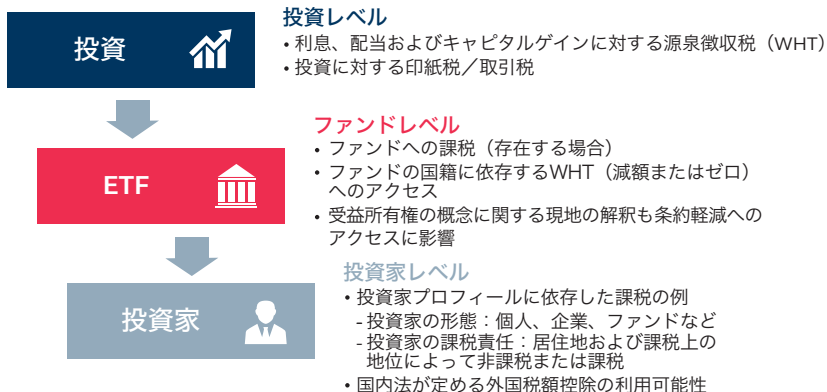 投資レベル
投資
・利息、配当およびキャピタルゲインに対する源泉徴収税（WHT）
・投資に対する印紙税／取引税
ファンドレベル
・ファンドへの課税（存在する場合）
ETF
・ファンドの国籍に依存するWHT（減額またはゼロ）
へのアクセス
・受益所有権の概念に関する現地の解釈も条約軽減への
アクセスに影響
投資家レベル
投資家
・投資家プロフィールに依存した課税の例
- 投資家の形態：個人、企業、ファンドなど
- 投資家の課税責任：居住地および課税上の
地位によって非課税または課税
・国内法が定める外国税額控除の利用可能性